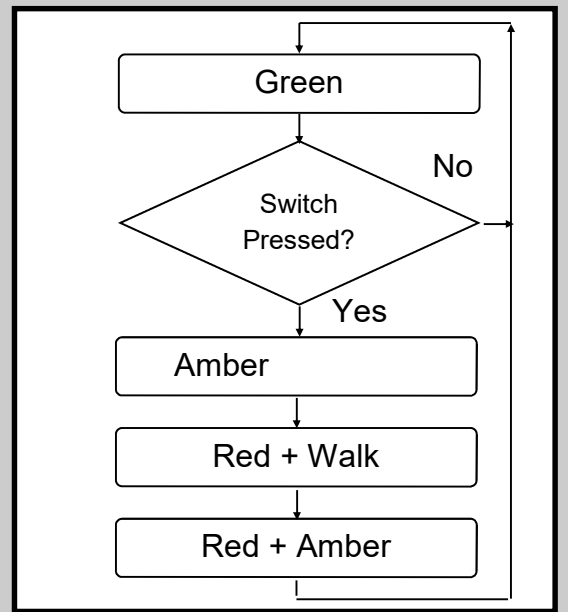 Green
No
Switch
Pressed?
Yes
Amber
Red + Walk
Red + Amber